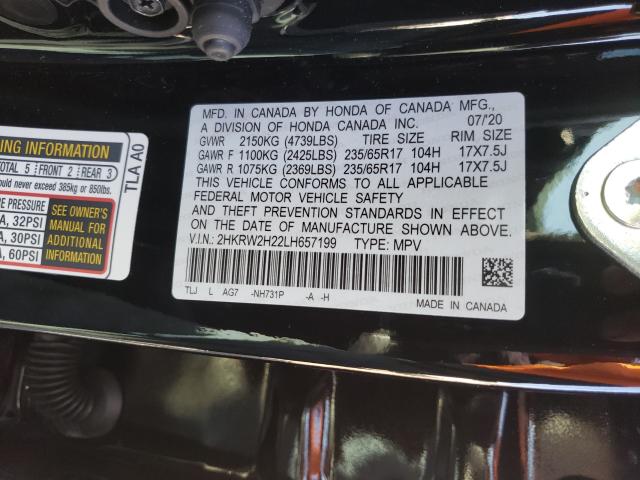 MFD. IN CANADA BY HONDA OF CANADA MFG.,
A DIVISION OF HONDA CANADA INC. 07/20
GVWR 2150KG (4739LBS) TIRE SIZE RIM SIZE
GAWR F 1100KG (2425LBS) 235/65R17 104H 17X7.5J
GAWR R 1075KG (2369LBS) 235/65R17 104H 17X7.5J
THIS VEHICLE CONFORMS TO ALL APPLICABLE
FEDERAL MOTOR VEHICLE SAFETY
AND THEFT PREVENTION STANDARDS IN EFFECT
ON THE DATE OF MANUFACTURE SHOWN ABOVE.
V.I.N.: 2HKRW2H22LH657199 TYPE: MPV
TLJ L AG7 -NH731P -A -H
MADE IN CANADA
ING INFORMATION
TOTAL 5 FRONT 2 REAR 3
ld never exceed 385kg or 850lbs.
E PRESSURE
A, 32PSI
A, 30PSI
A, 60PSI
SEE OWNER'S
MANUAL FOR
ADDITIONAL
INFORMATION
TLA A0